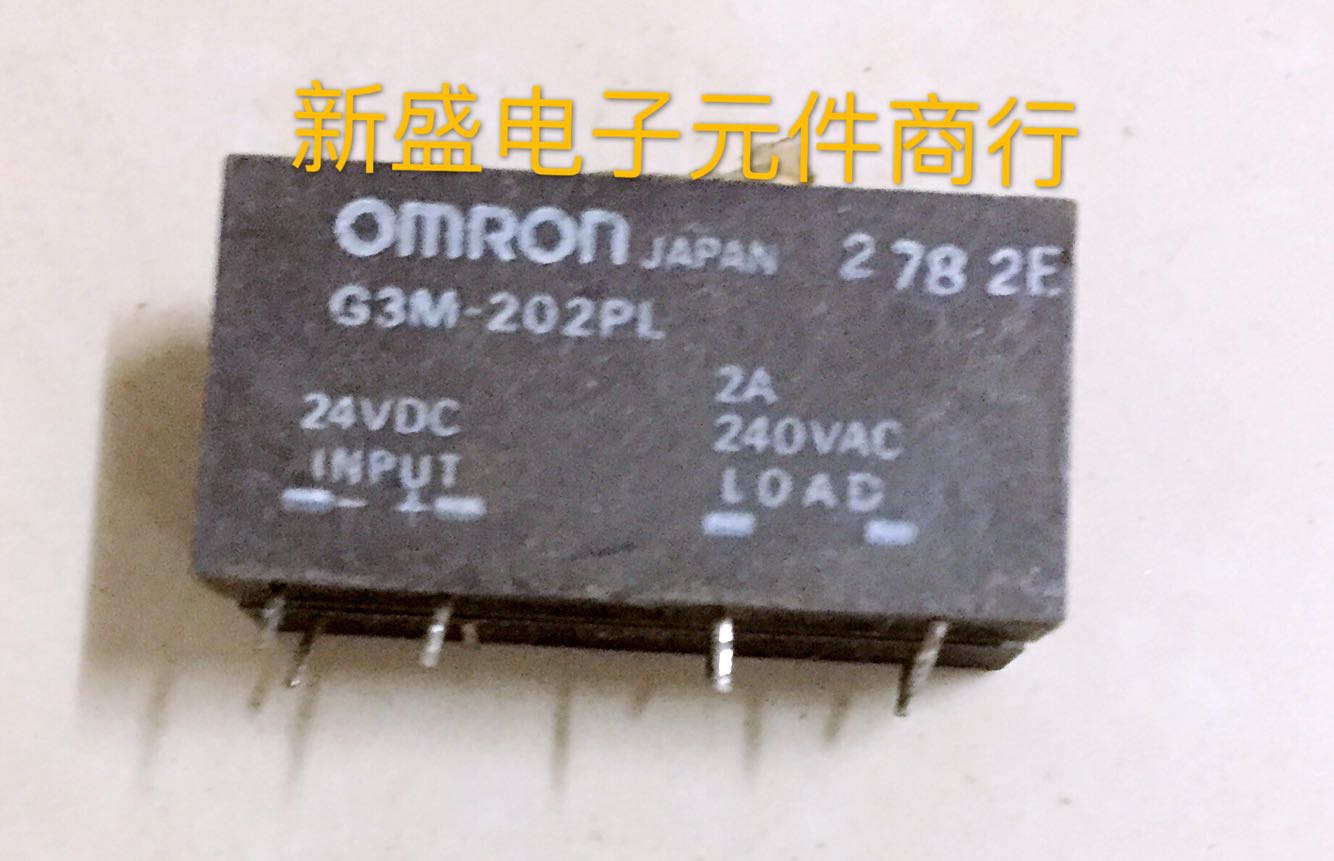 新盛电子元件商行
OMRON JAPAN 2 78 2E
G3M-202PL
24VDC
INPUT
- +
2A
240VAC
LOAD